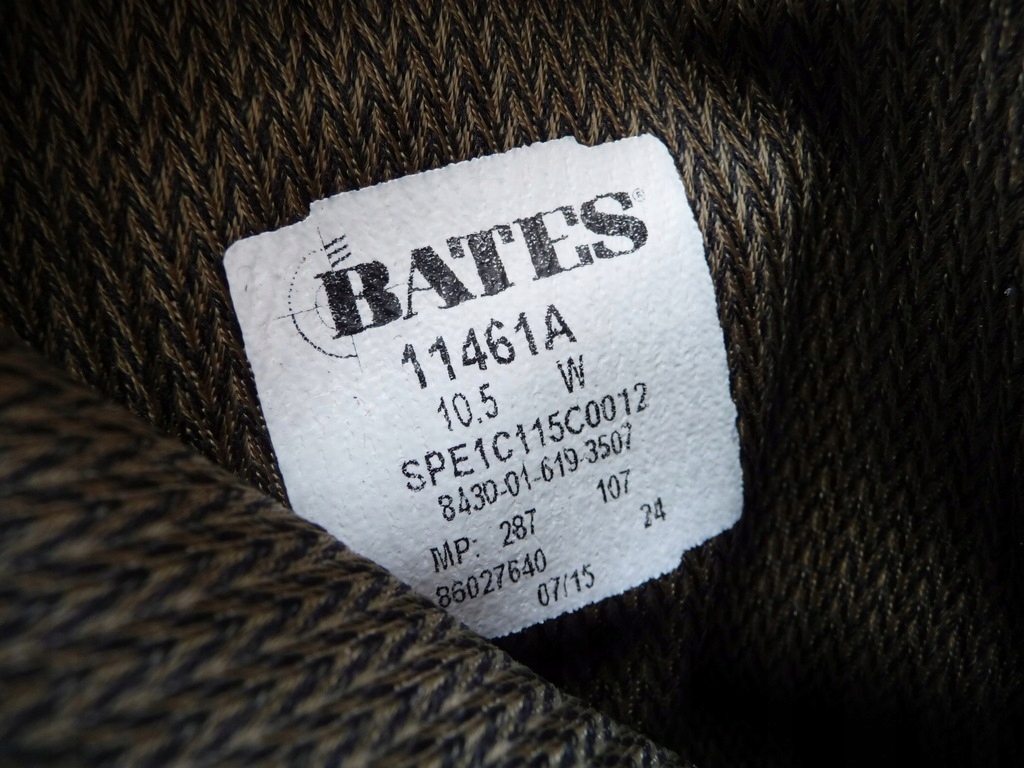 BATES®
11461A
10.5 W
SPE1C115C0012
8430-01-619-3507
MP: 287 107
86027640 24
07/15